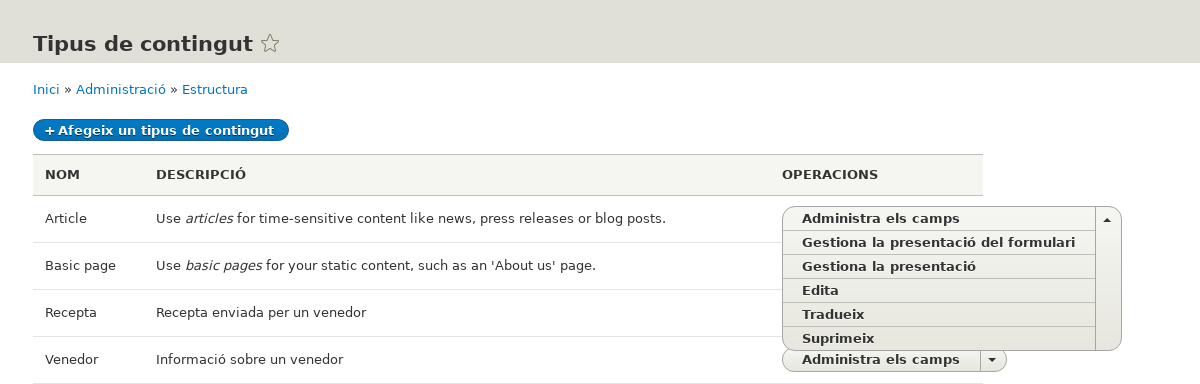 Tipus de contingut
Inici » Administració » Estructura
+ Afegeix un tipus de contingut
NOM DESCRIPCIÓ OPERACIONS
Article Use articles for time-sensitive content like news, press releases or blog posts. Administra els camps
Gestiona la presentació del formulari
Basic page Use basic pages for your static content, such as an 'About us' page. Gestiona la presentació
Edita
Recepta Recepta enviada per un venedor Tradueix
Suprimeix
Venedor Informació sobre un venedor Administra els camps